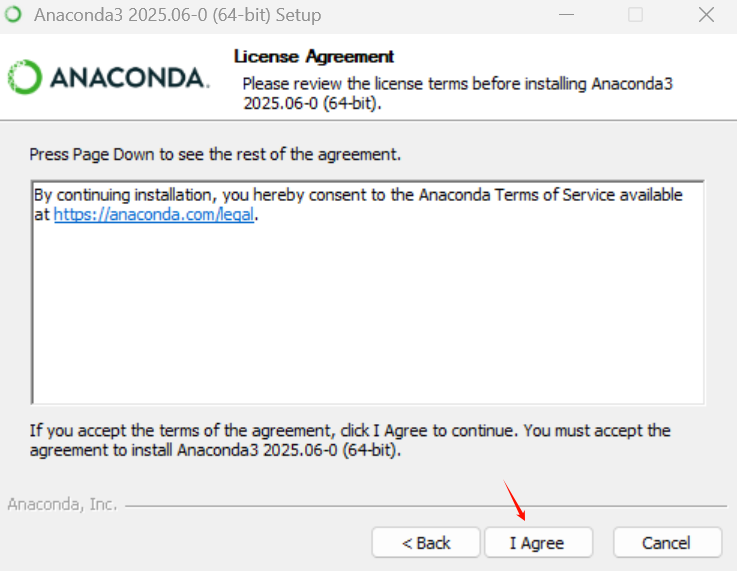 Anaconda3 2025.06-0 (64-bit) Setup
ANACONDA.
License Agreement
Please review the license terms before installing Anaconda3
2025.06-0 (64-bit).
Press Page Down to see the rest of the agreement.
By continuing installation, you hereby consent to the Anaconda Terms of Service available
at https://anaconda.com/legal.
If you accept the terms of the agreement, click I Agree to continue. You must accept the
agreement to install Anaconda3 2025.06-0 (64-bit).
Anaconda, Inc.
< Back
I Agree
Cancel